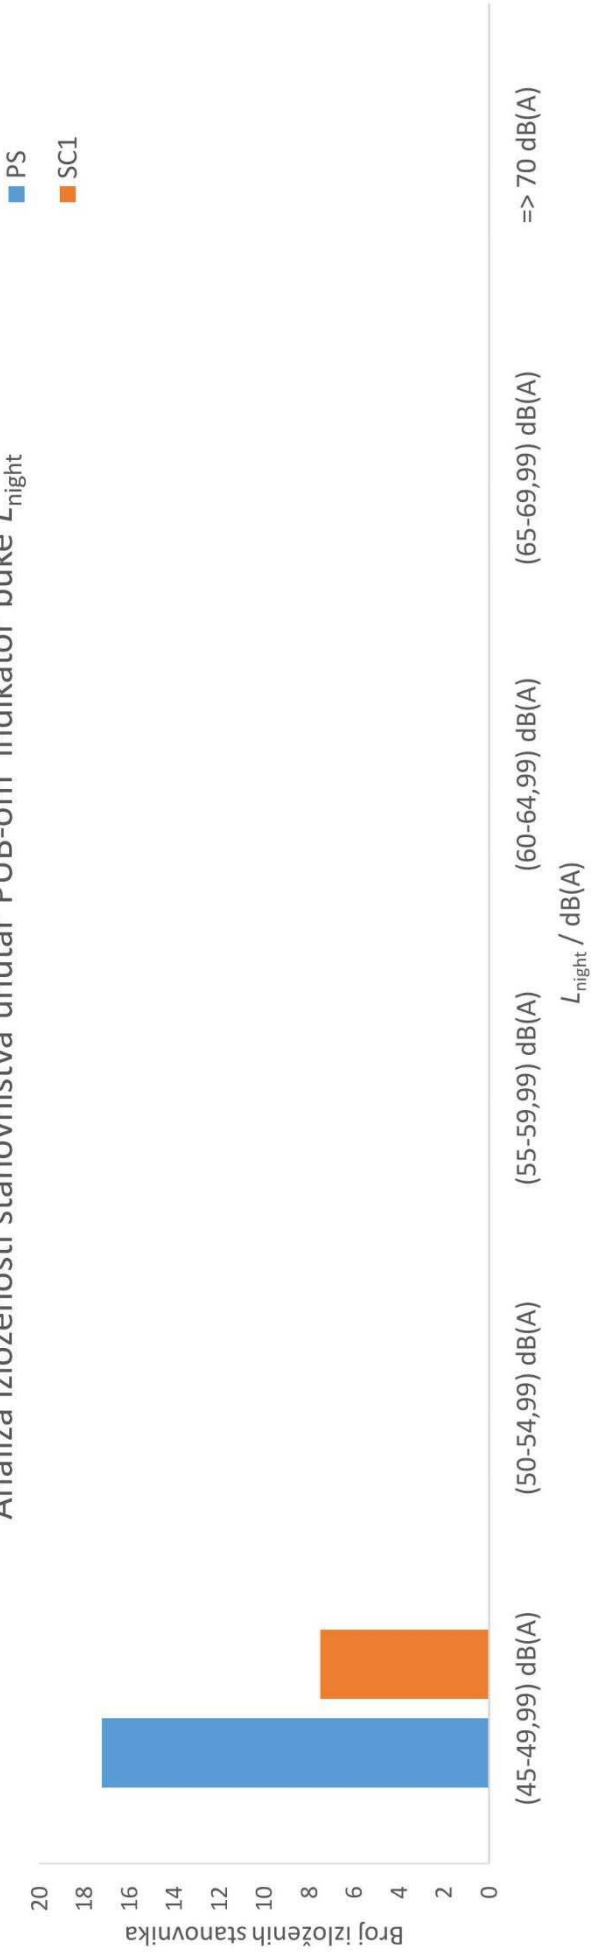 Analiza izloženosti stanovništva unutar POB-om indikator buke Lnight
PS
SC1
Broj izloženih stanovnika
20
18
16
14
12
10
8
6
4
2
0
(45-49,99) dB(A)
(50-54,99) dB(A)
(55-59,99) dB(A)
(60-64,99) dB(A)
(65-69,99) dB(A)
=> 70 dB(A)
Lnight / dB(A)